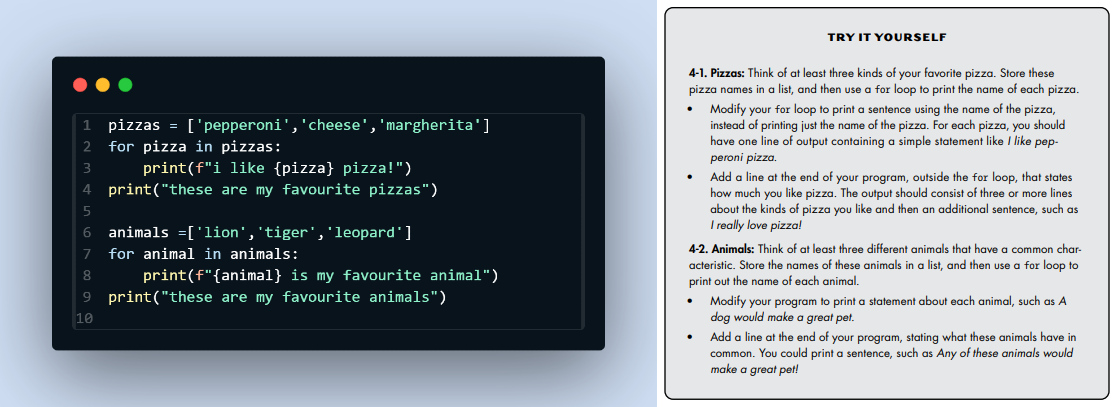 1 pizzas = ['pepperoni','cheese','margherita']
2 for pizza in pizzas:
3     print(f"i like {pizza} pizza!")
4 print("these are my favourite pizzas")
5
6 animals =['lion','tiger','leopard']
7 for animal in animals:
8     print(f"{animal} is my favourite animal")
9 print("these are my favourite animals")
10
TRY IT YOURSELF
4-1. Pizzas: Think of at least three kinds of your favorite pizza. Store these
pizza names in a list, and then use a for loop to print the name of each pizza.
• Modify your for loop to print a sentence using the name of the pizza,
instead of printing just the name of the pizza. For each pizza, you should
have one line of output containing a simple statement like I like pep-
peroni pizza.
• Add a line at the end of your program, outside the for loop, that states
how much you like pizza. The output should consist of three or more lines
about the kinds of pizza you like and then an additional sentence, such as
I really love pizza!
4-2. Animals: Think of at least three different animals that have a common char-
acteristic. Store the names of these animals in a list, and then use a for loop to
print out the name of each animal.
• Modify your program to print a statement about each animal, such as A
dog would make a great pet.
• Add a line at the end of your program, stating what these animals have in
common. You could print a sentence, such as Any of these animals would
make a great pet!